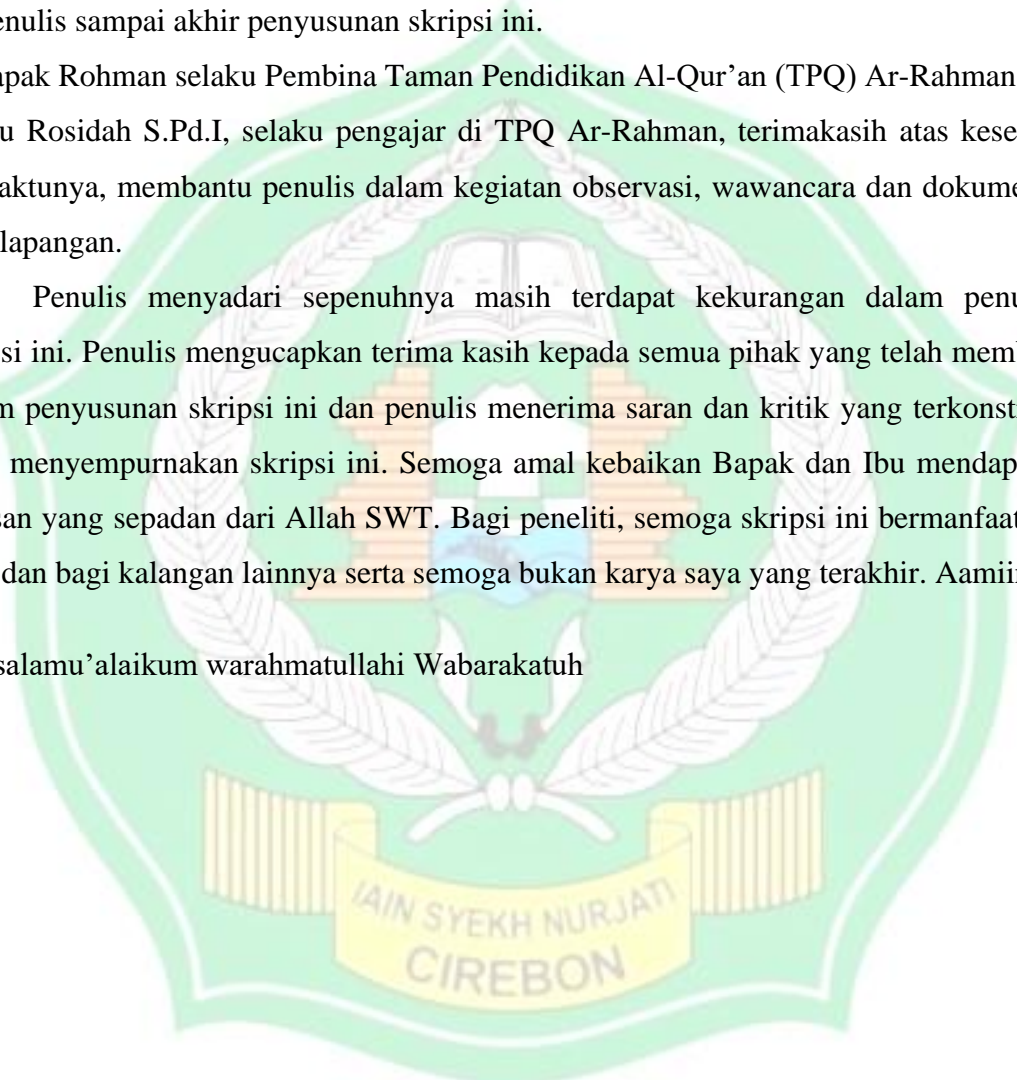 enulis sampai akhir penyusunan skripsi ini.
apak Rohman selaku Pembina Taman Pendidikan Al-Qur’an (TPQ) Ar-Rahman
u Rosidah S.Pd.I, selaku pengajar di TPQ Ar-Rahman, terimakasih atas kese
aktunya, membantu penulis dalam kegiatan observasi, wawancara dan dokume
lapangan.
Penulis menyadari sepenuhnya masih terdapat kekurangan dalam penu
si ini. Penulis mengucapkan terima kasih kepada semua pihak yang telah memb
m penyusunan skripsi ini dan penulis menerima saran dan kritik yang terkonstr
menyempurnakan skripsi ini. Semoga amal kebaikan Bapak dan Ibu mendap
san yang sepadan dari Allah SWT. Bagi peneliti, semoga skripsi ini bermanfaat
dan bagi kalangan lainnya serta semoga bukan karya saya yang terakhir. Aamii
salamu’alaikum warahmatullahi Wabarakatuh
IAIN SYEKH NURJATI
CIREBON